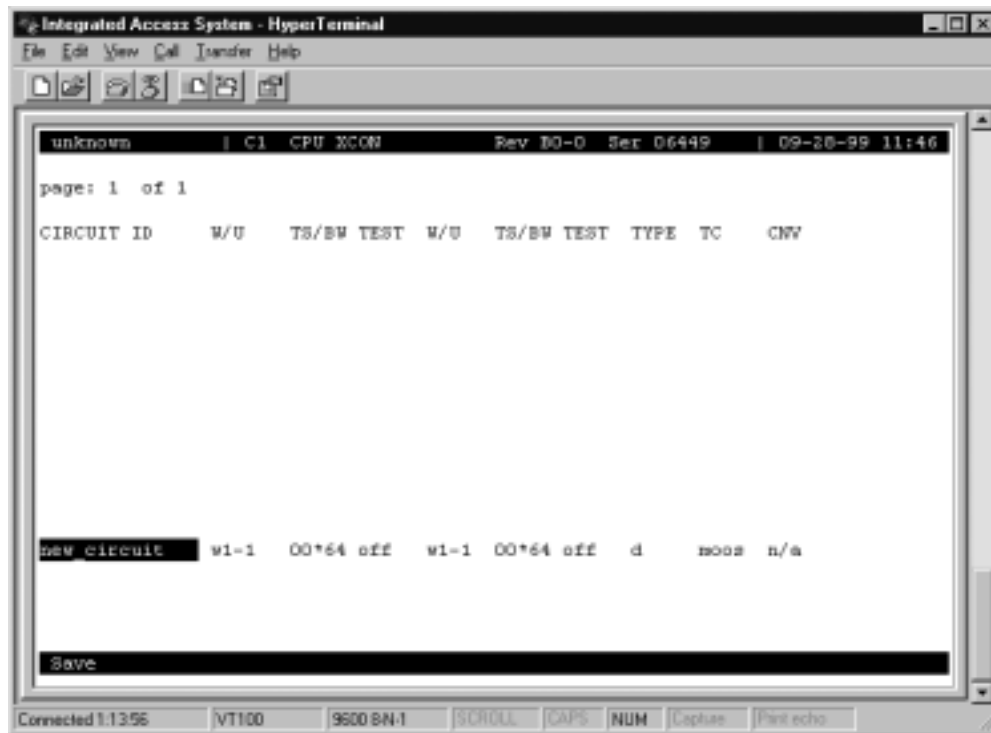 Integrated Access System - HyperTerminal
File Edit View Call Transfer Help
unknown | C1 CPU XCON Rev B0-0 Ser 06449 | 09-28-99 11:46
page: 1 of 1
CIRCUIT ID W/U TS/BW TEST W/U TS/BW TEST TYPE TC CNV
new_circuit w1-1 00*64 off w1-1 00*64 off d moos n/a
Save
Connected 1:13:56 VT100 9600 8-N-1 SCROLL CAPS NUM Capture Print echo